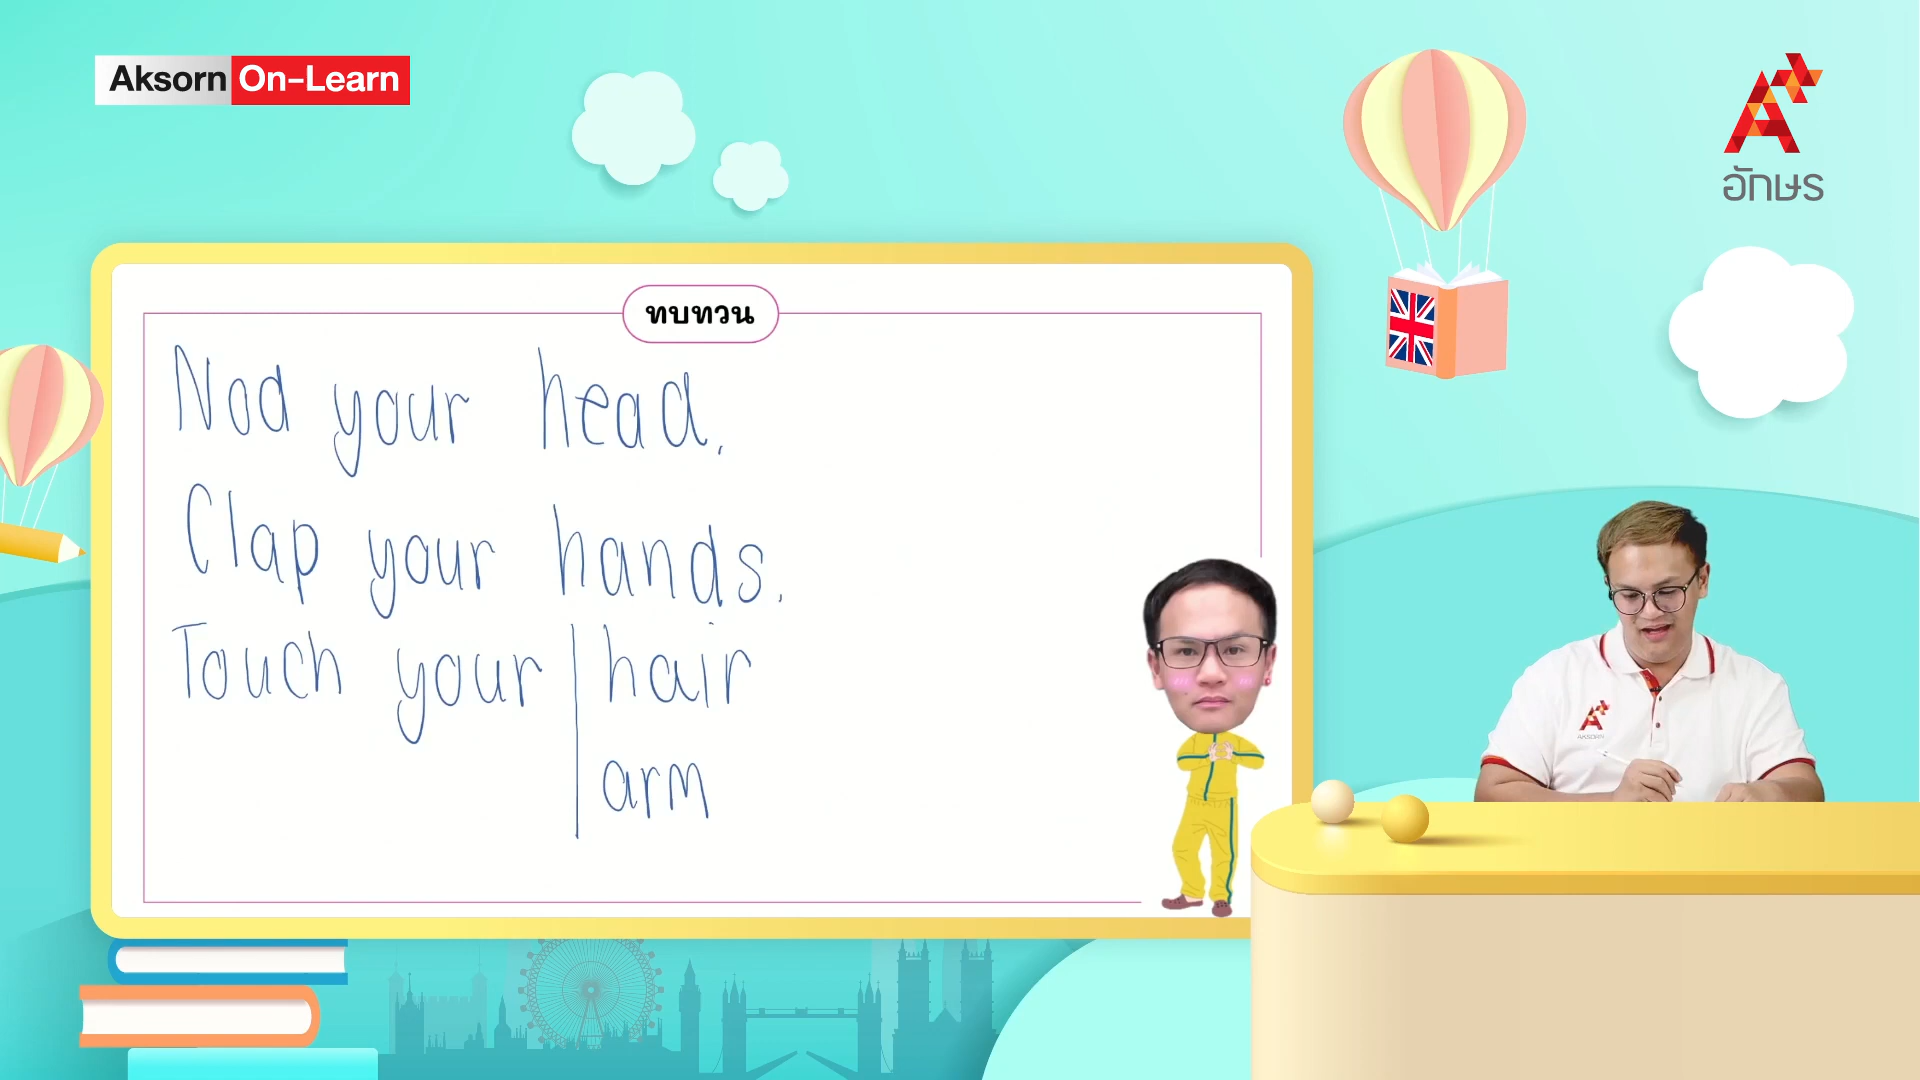 Aksorn On-Learn
อักษร
ทบทวน
Nod your head.
Clap your hands.
Touch your hair
arm
AKSORN